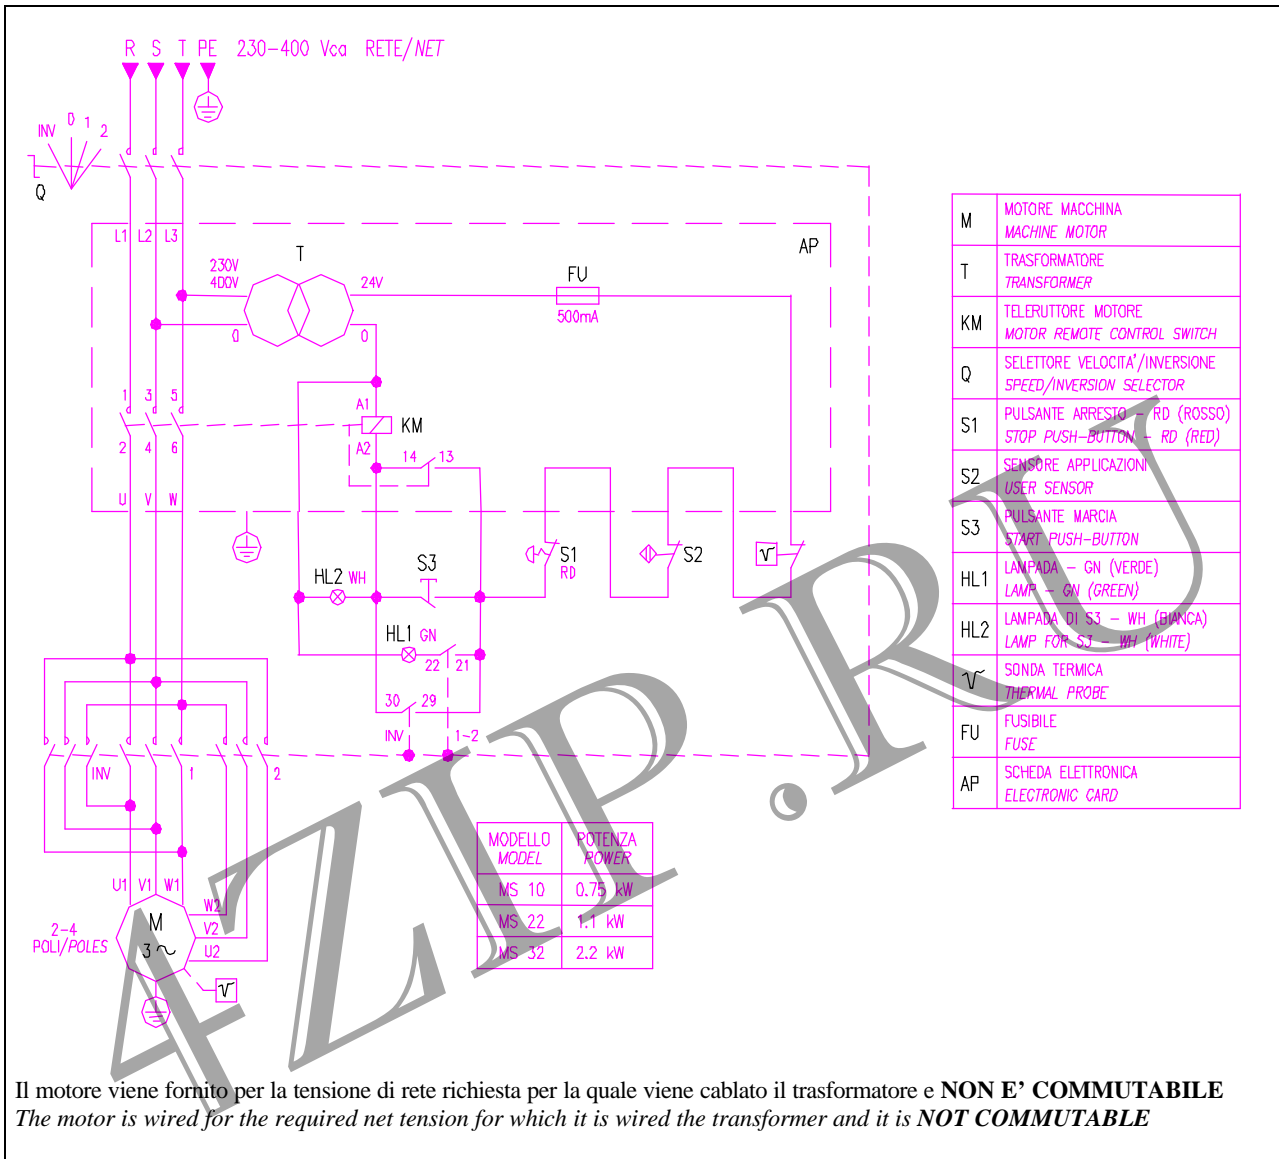 R S T PE 230-400 Vca RETE/NET
INV 0 1 2
Q
L1 L2 L3
AP
T
230V
400V
24V
0 0
FU
500mA
1 3 5
A1
KM
2 4 6
A2
14 13
U V W
S1
RD
S2
HL2 WH
S3
HL1 GN
22 21
30 29
INV
1-2
INV
1
2
U1 V1 W1
W2
V2
U2
M
3
2-4
POLI/POLES
M MOTORE MACCHINA
MACHINE MOTOR
T TRASFORMATORE
TRANSFORMER
KM TELERUTTORE MOTORE
MOTOR REMOTE CONTROL SWITCH
Q SELETTORE VELOCITA'/INVERSIONE
SPEED/INVERSION SELECTOR
S1 PULSANTE ARRESTO - RD (ROSSO)
STOP PUSH-BUTTON - RD (RED)
S2 SENSORE APPLICAZIONI
USER SENSOR
S3 PULSANTE MARCIA
START PUSH-BUTTON
HL1 LAMPADA - GN (VERDE)
LAMP - GN (GREEN)
HL2 LAMPADA DI S3 - WH (BIANCA)
LAMP FOR S3 - WH (WHITE)
SONDA TERMICA
THERMAL PROBE
FU FUSIBILE
FUSE
AP SCHEDA ELETTRONICA
ELECTRONIC CARD
MODELLO POTENZA
MODEL POWER
MS 10 0.75 kW
MS 22 1.1 kW
MS 32 2.2 kW
4ZIP.RU
Il motore viene fornito per la tensione di rete richiesta per la quale viene cablato il trasformatore e NON E' COMMUTABILE
The motor is wired for the required net tension for which it is wired the transformer and it is NOT COMMUTABLE